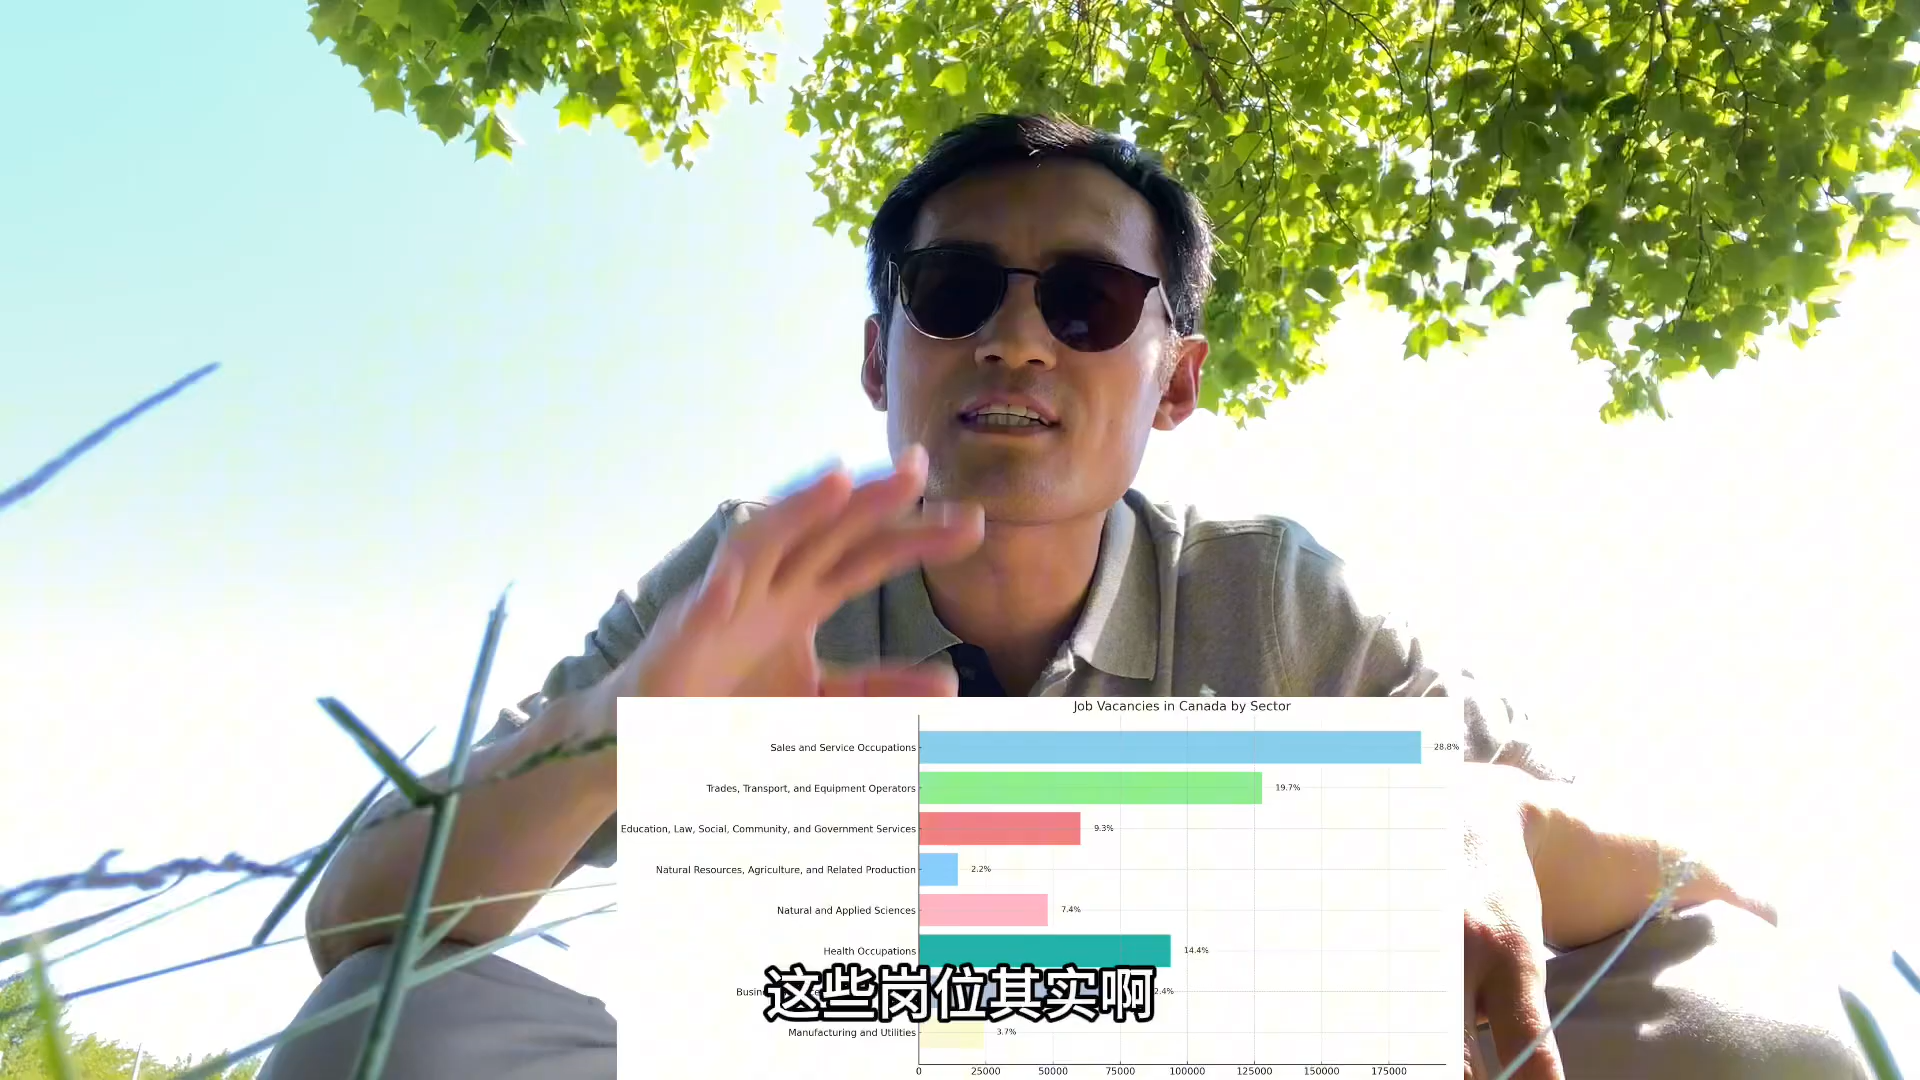 Job Vacancies in Canada by Sector
Sales and Service Occupations 28.8%
Trades, Transport, and Equipment Operators 19.7%
Education, Law, Social, Community, and Government Services 9.3%
Natural Resources, Agriculture, and Related Production 2.2%
Natural and Applied Sciences 7.4%
Health Occupations 14.4%
这些岗位其实啊
Manufacturing and Utilities 3.7%
0 25000 50000 75000 100000 125000 150000 175000